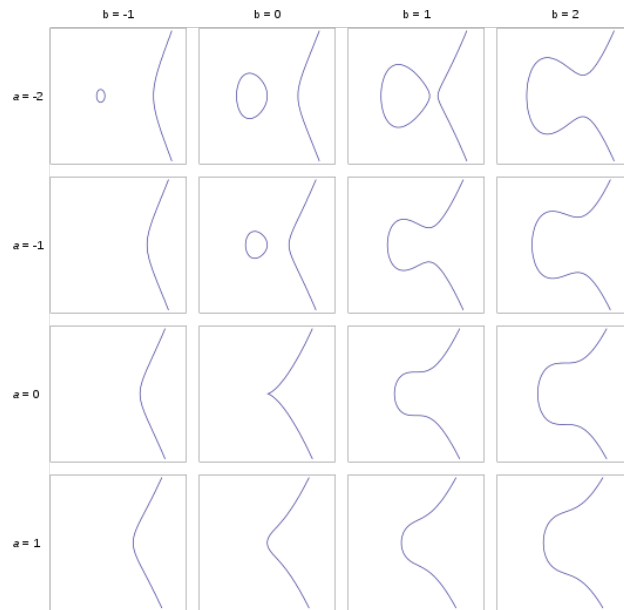 b = -1 b = 0 b = 1 b = 2
a = -2
a = -1
a = 0
a = 1